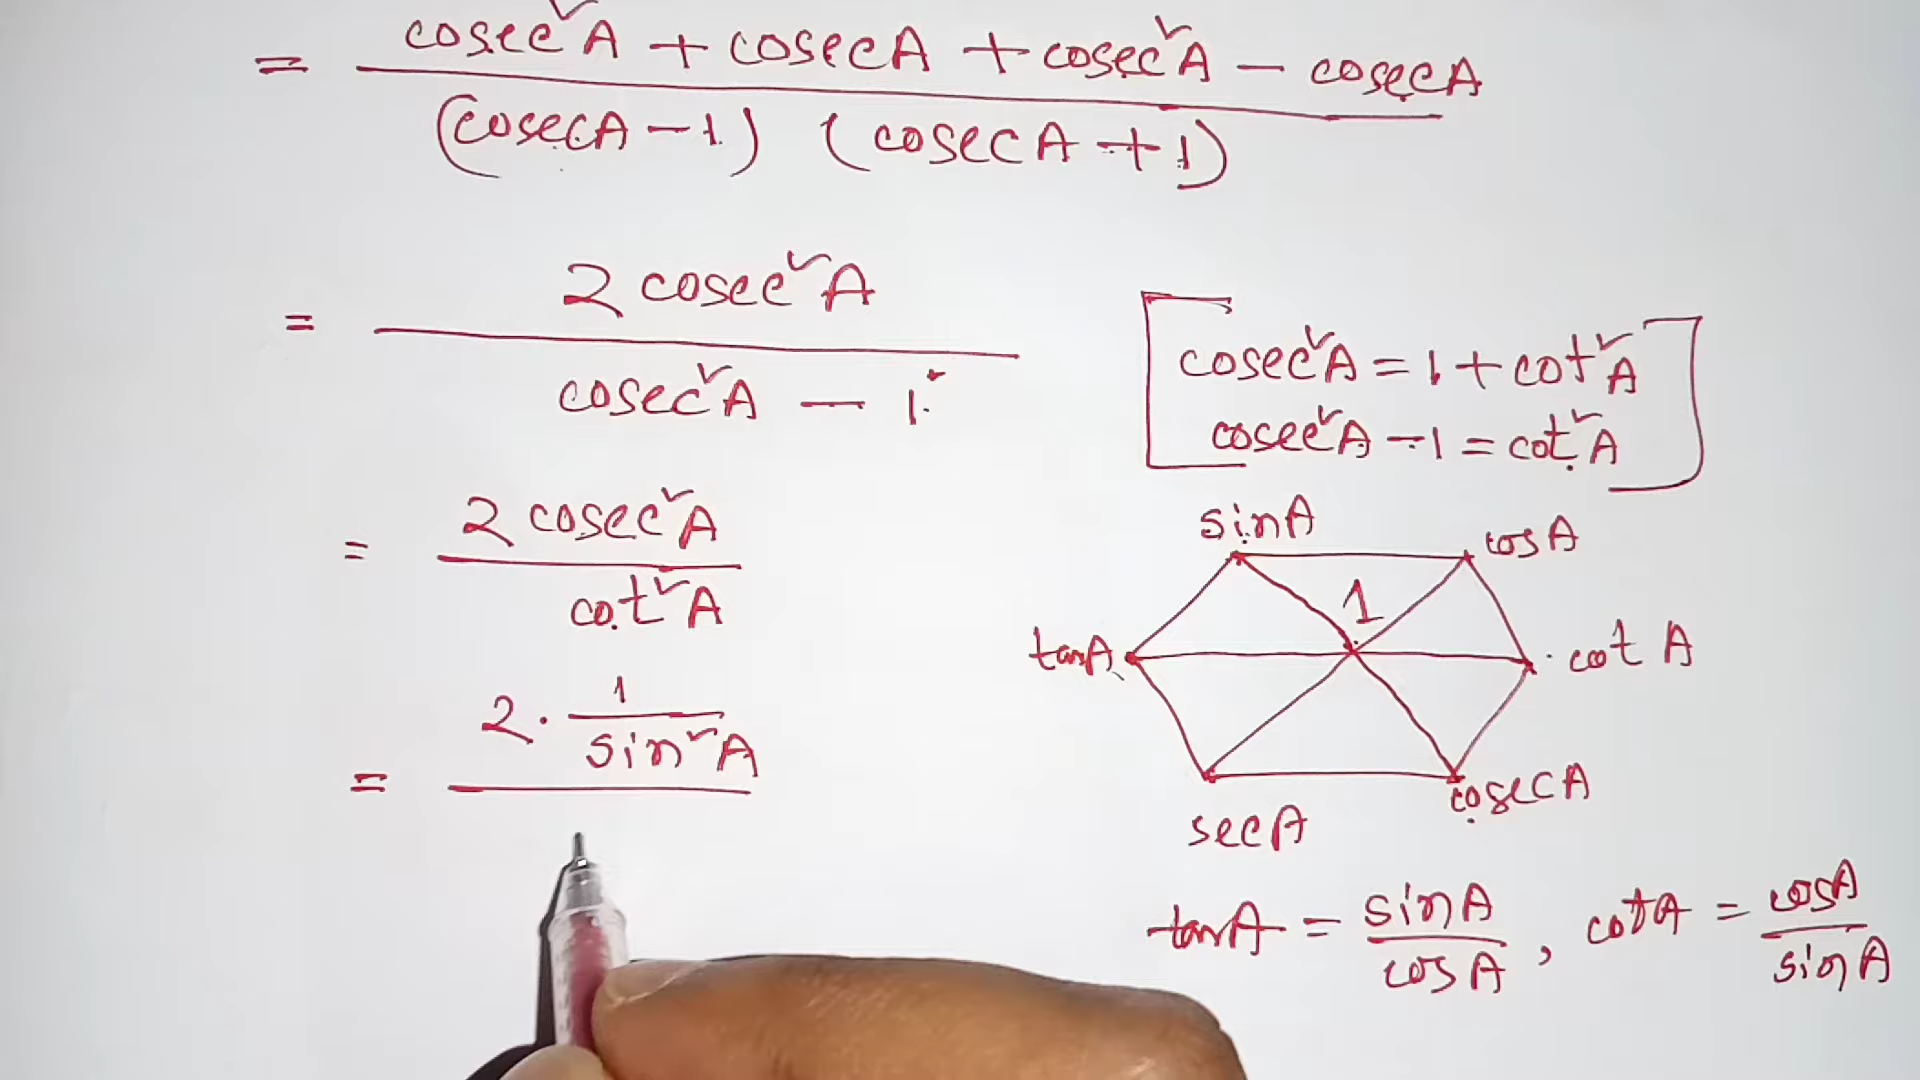 = cosec²A + cosecA + cosec²A − cosecA
(cosecA − 1) (cosecA + 1)
= 2 cosec²A
cosec²A − 1²
cosec²A = 1 + cot²A
cosec²A − 1 = cot²A
= 2 cosec²A
cot²A
sinA cosA
1
tanA cot A
secA cosecA
= 2 · 1
sin²A
tanA = sinA / cosA , cotA = cosA / sinA